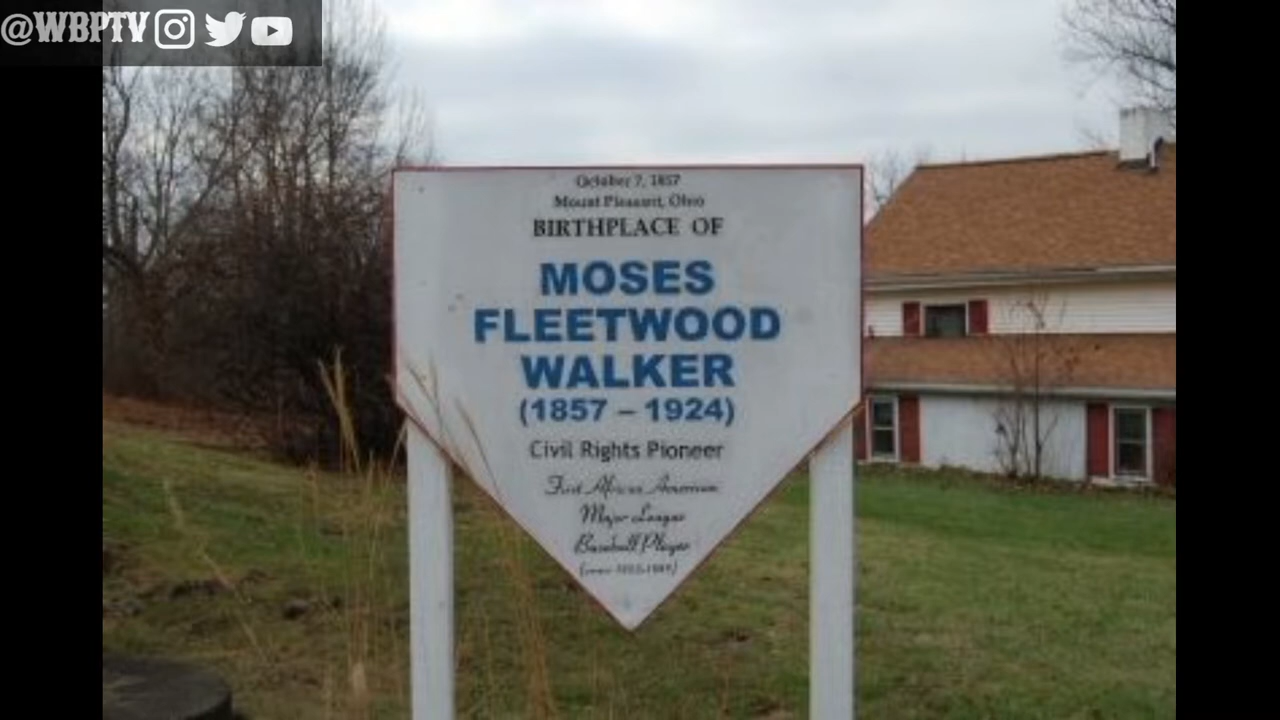 @WBPTV
October 7, 1857
Mount Pleasant, Ohio
BIRTHPLACE OF
MOSES
FLEETWOOD
WALKER
(1857 – 1924)
Civil Rights Pioneer
First African American
Major League
Baseball Player